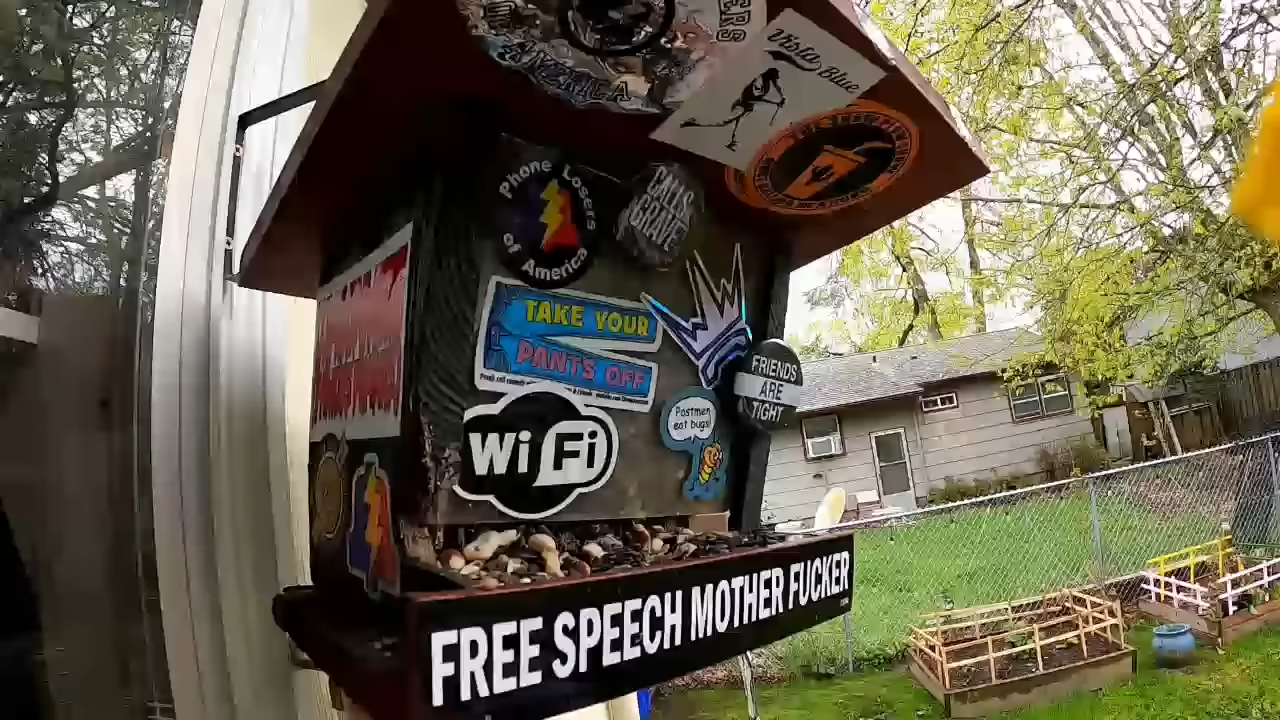 AMERICA
Vista
Blue
Phone Losers
of America
CALLS
GRAVE
TAKE YOUR
PANTS OFF
FRIENDS
ARE
TIGHT
Postmen
eat bugs!
Wi Fi
FREE SPEECH MOTHER FUCKER